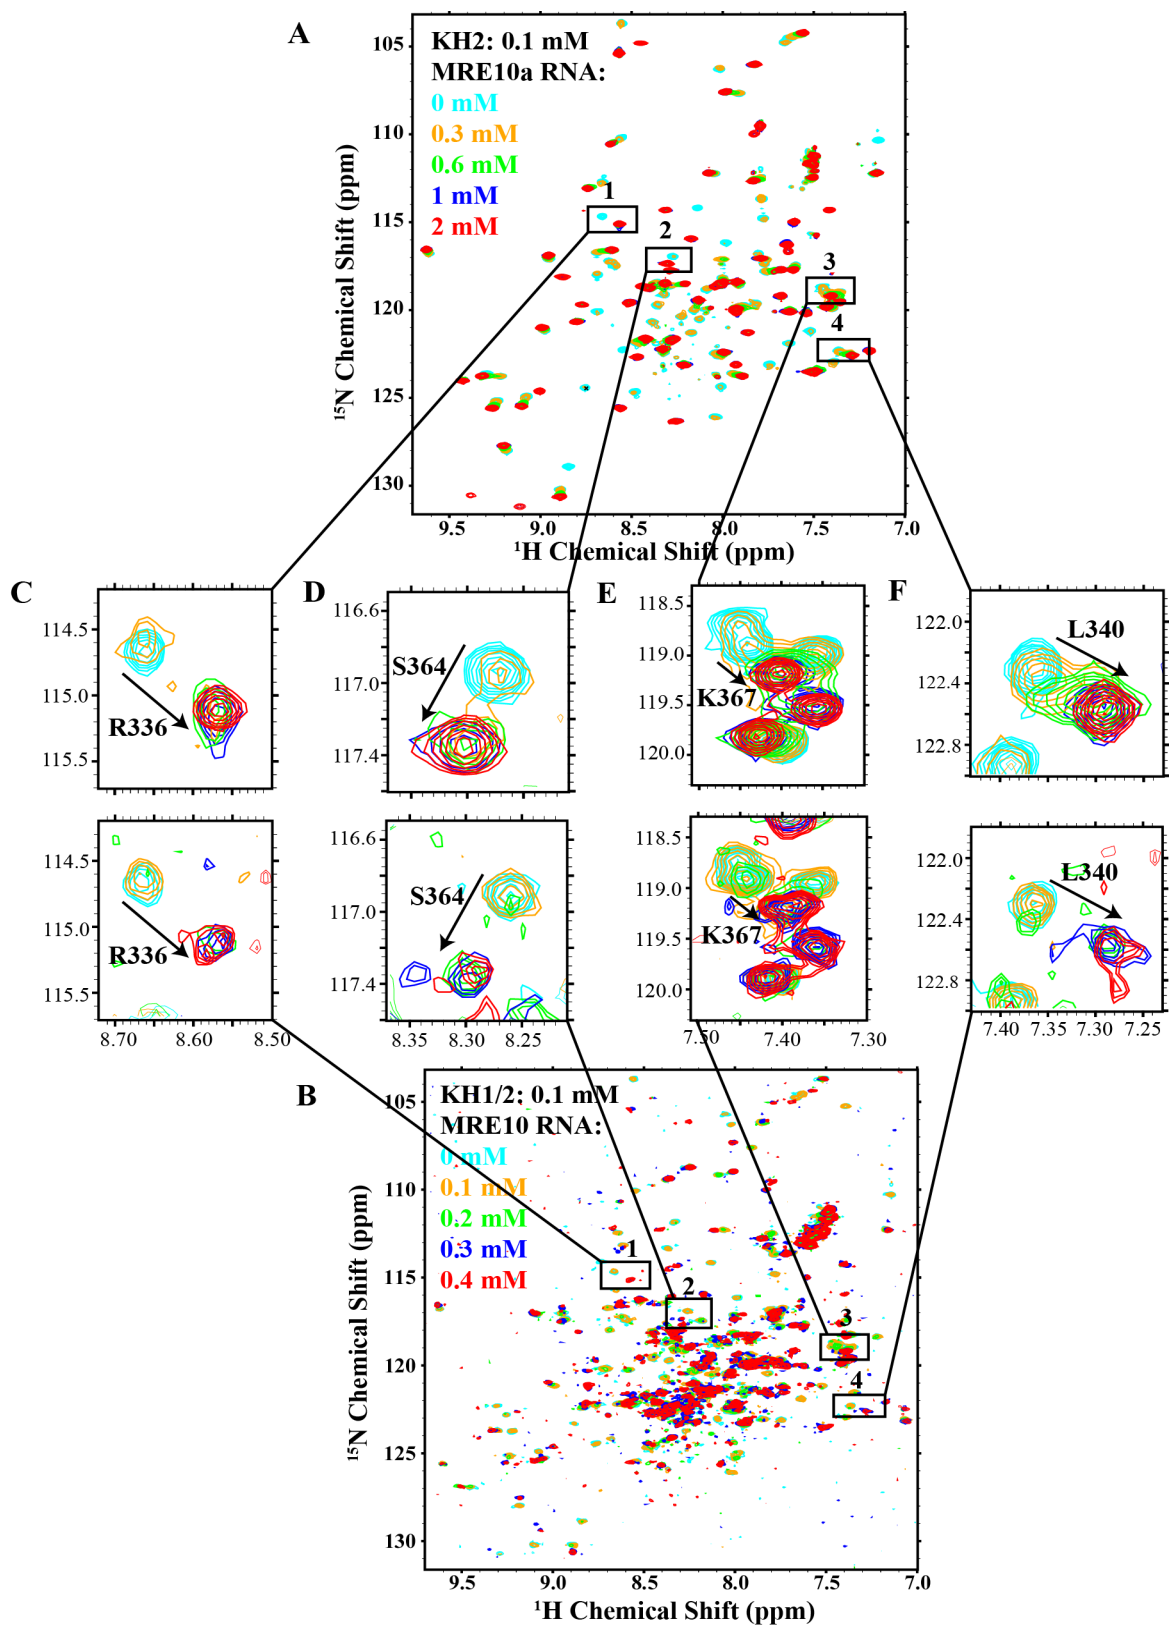 A
KH2: 0.1 mM
MRE10a RNA:
0 mM
0.3 mM
0.6 mM
1 mM
2 mM
1
2
3
4
105
110
115
120
125
130
¹⁵N Chemical Shift (ppm)
9.5 9.0 8.5 8.0 7.5 7.0
¹H Chemical Shift (ppm)
C
114.5
115.0
115.5
R336
D
116.6
117.0
117.4
S364
E
118.5
119.0
119.5
120.0
K367
F
122.0
122.4
122.8
L340
114.5
115.0
115.5
R336
8.70 8.60 8.50
116.6
117.0
117.4
S364
8.35 8.30 8.25
118.5
119.0
119.5
120.0
K367
7.50 7.40 7.30
122.0
122.4
122.8
L340
7.40 7.35 7.30 7.25
B
KH1/2: 0.1 mM
MRE10 RNA:
0 mM
0.1 mM
0.2 mM
0.3 mM
0.4 mM
1
2
3
4
105
110
115
120
125
130
¹⁵N Chemical Shift (ppm)
9.5 9.0 8.5 8.0 7.5 7.0
¹H Chemical Shift (ppm)